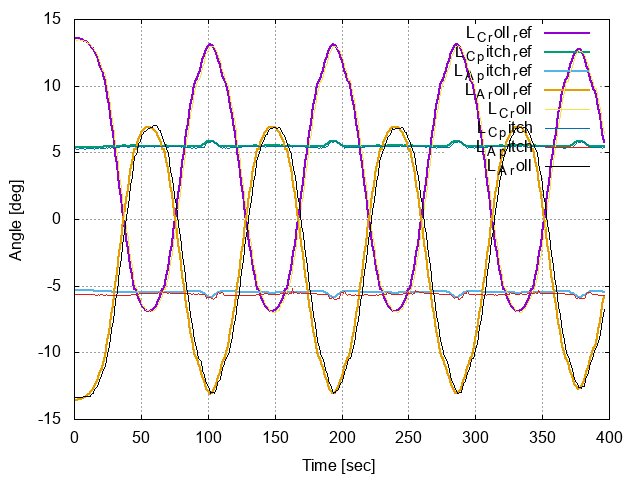 15
10
5
0
-5
-10
-15
0
50
100
150
200
250
300
350
400
Angle [deg]
Time [sec]
L_Croll_ref
L_Cpitch_ref
L_Apitch_ref
L_Aroll_ref
L_Croll
L_Cpitch
L_Apitch
L_Aroll